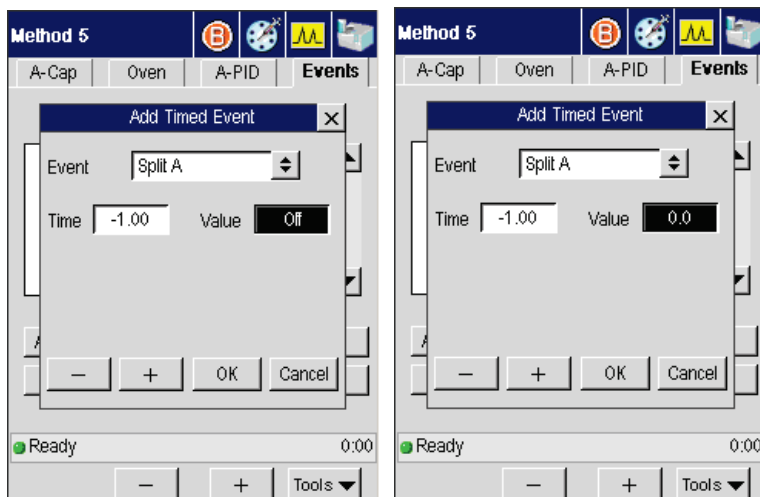 Method 5
B
A-Cap Oven A-PID Events
Add Timed Event
Event Split A
Time -1.00 Value Off
A
− + OK Cancel
Ready 0:00
− + Tools
Method 5
B
A-Cap Oven A-PID Events
Add Timed Event
Event Split A
Time -1.00 Value 0.0
A
− + OK Cancel
Ready 0:00
− + Tools